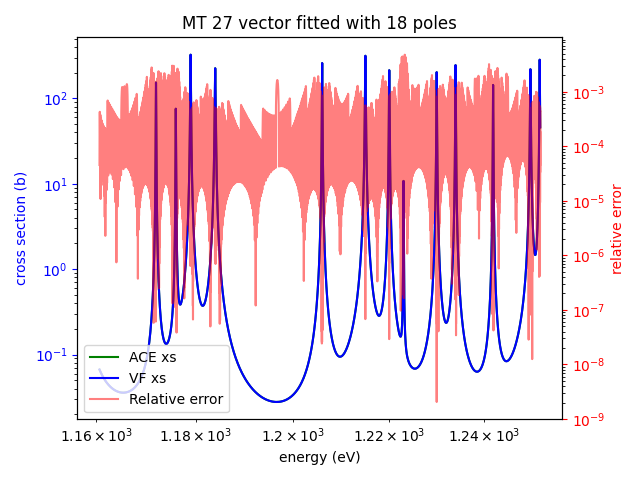 MT 27 vector fitted with 18 poles
cross section (b)
10²
10¹
10⁰
10⁻¹
10⁻³
10⁻⁴
10⁻⁵
10⁻⁶
10⁻⁷
10⁻⁸
10⁻⁹
relative error
ACE xs
VF xs
Relative error
1.16 × 10³ 1.18 × 10³ 1.2 × 10³ 1.22 × 10³ 1.24 × 10³
energy (eV)